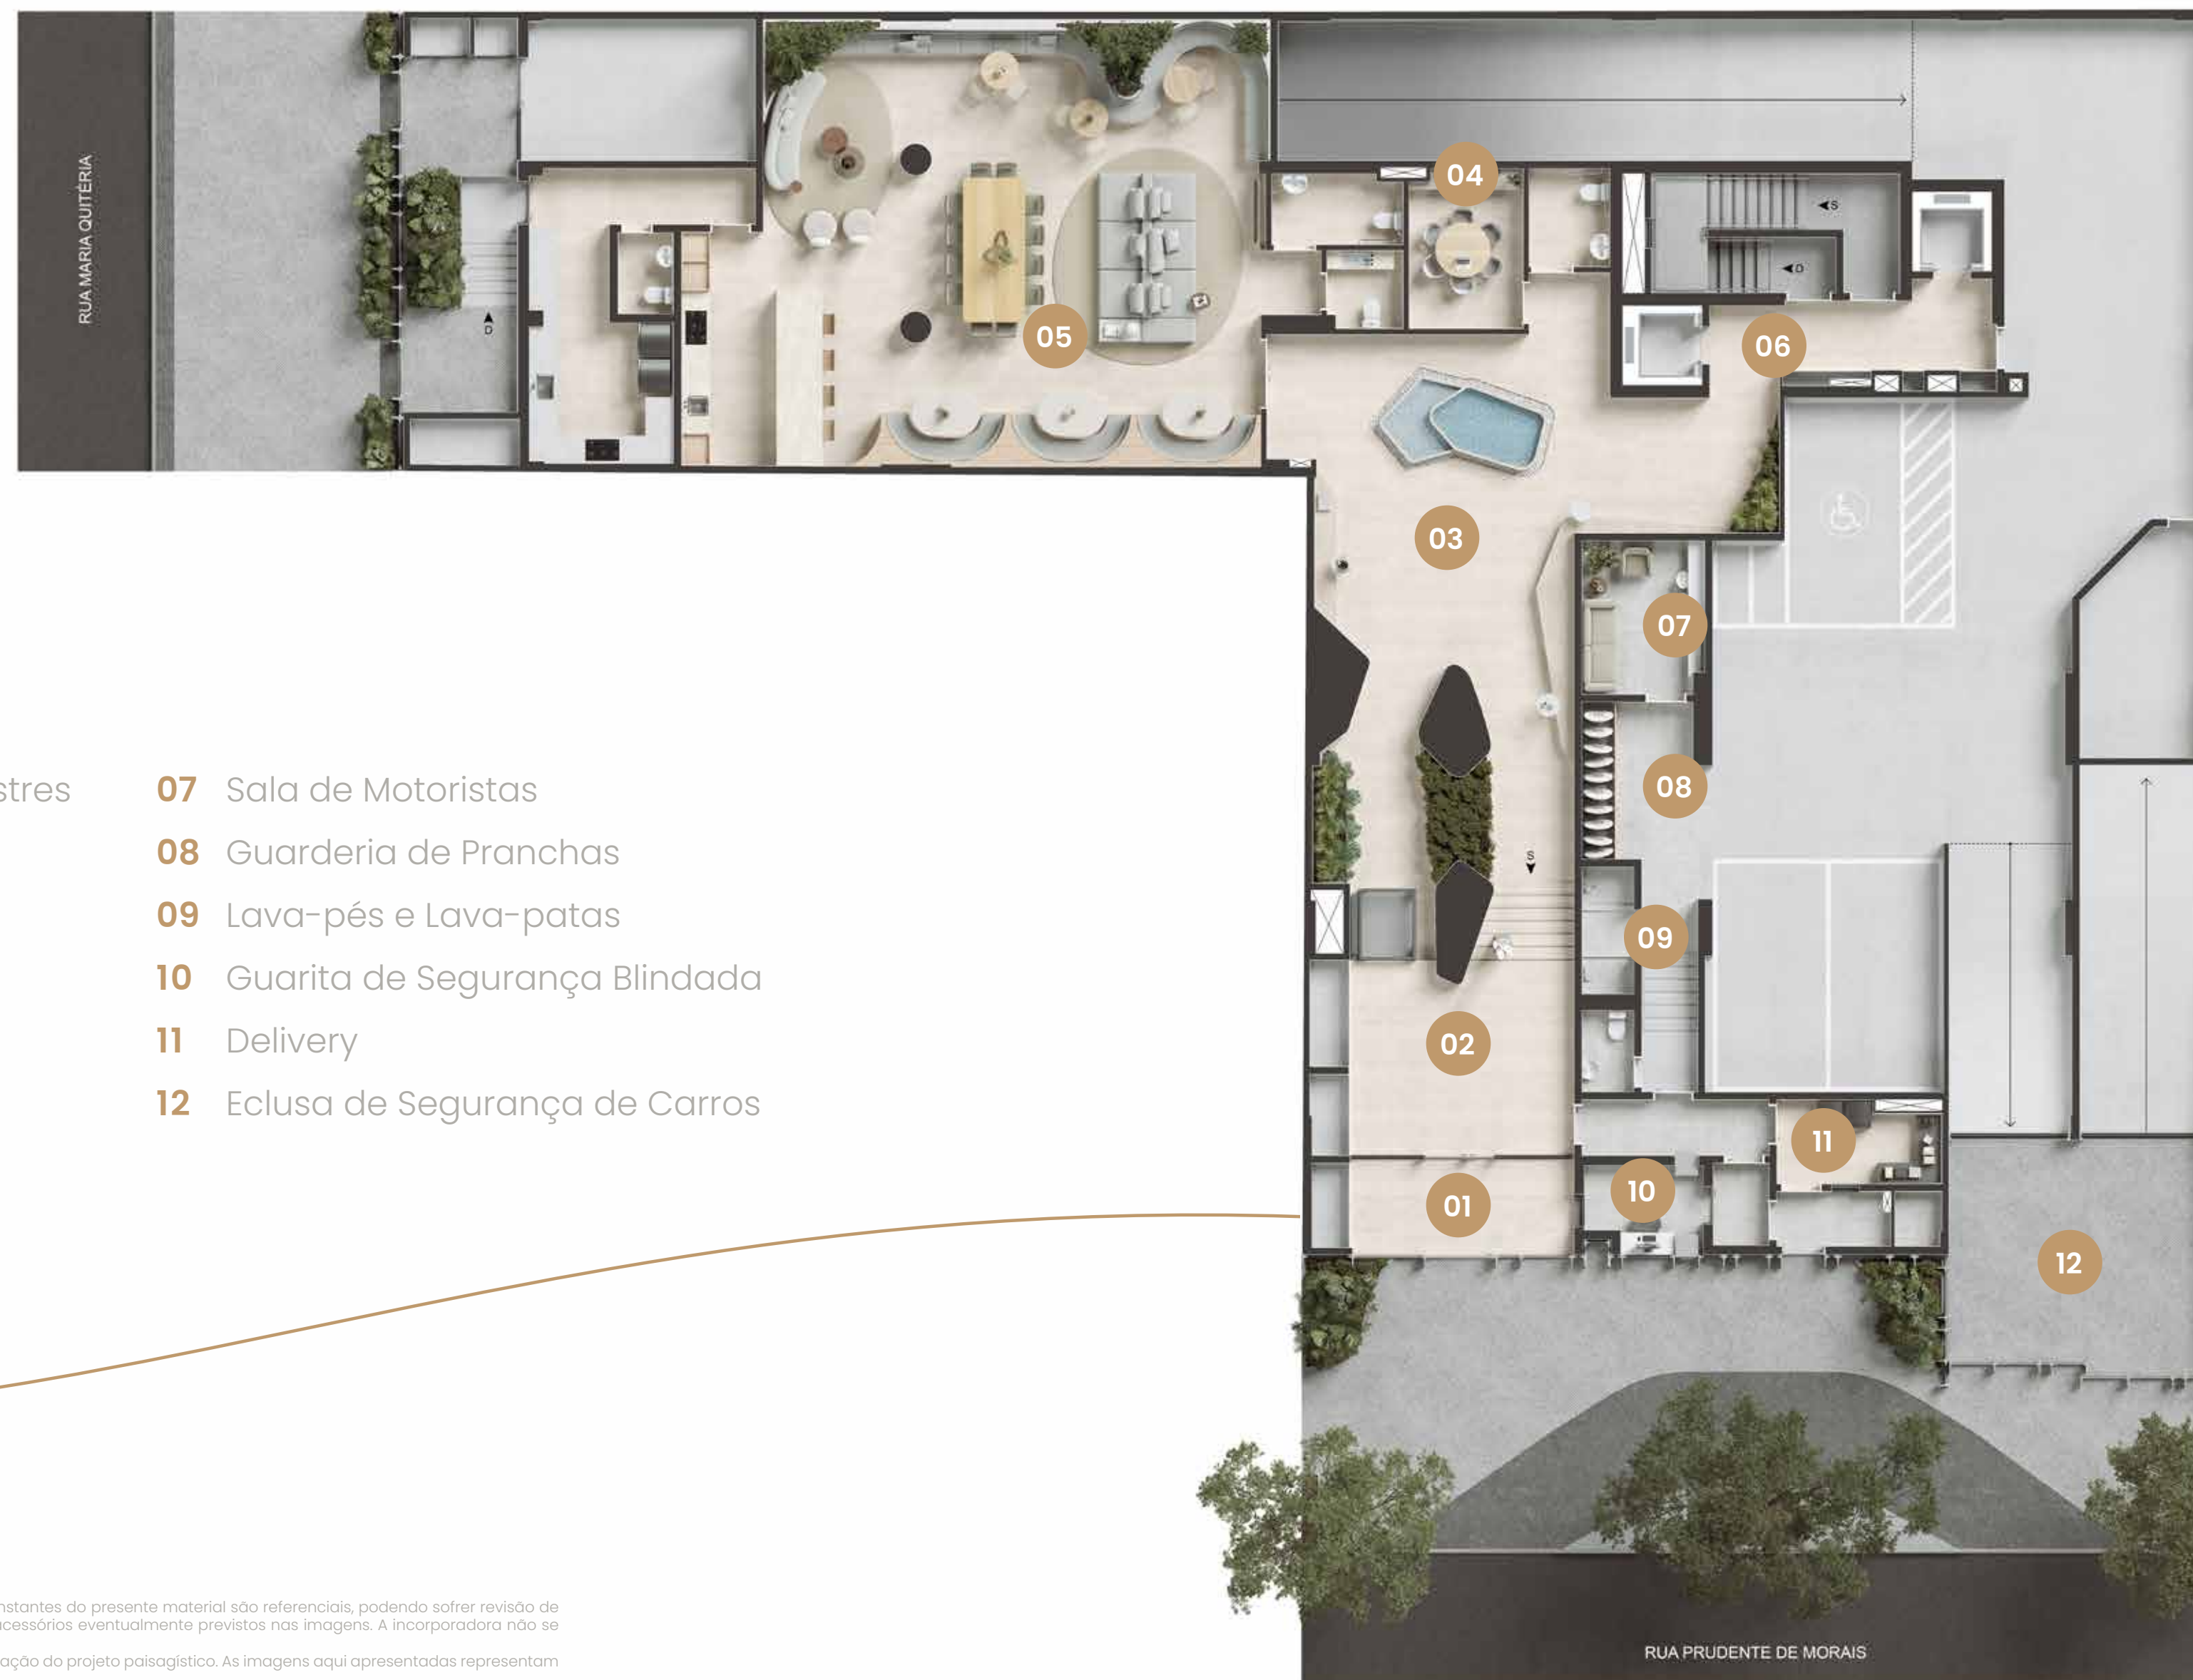 RUA MARIA QUITÉRIA
04
05
06
03
07
08
09
02
11
10
01
12
S
D
D
S
stres
07 Sala de Motoristas
08 Guarderia de Pranchas
09 Lava-pés e Lava-patas
10 Guarita de Segurança Blindada
11 Delivery
12 Eclusa de Segurança de Carros
nstantes do presente material são referenciais, podendo sofrer revisão de
cessórios eventualmente previstos nas imagens. A incorporadora não se
ação do projeto paisagístico. As imagens aqui apresentadas representam
RUA PRUDENTE DE MORAIS